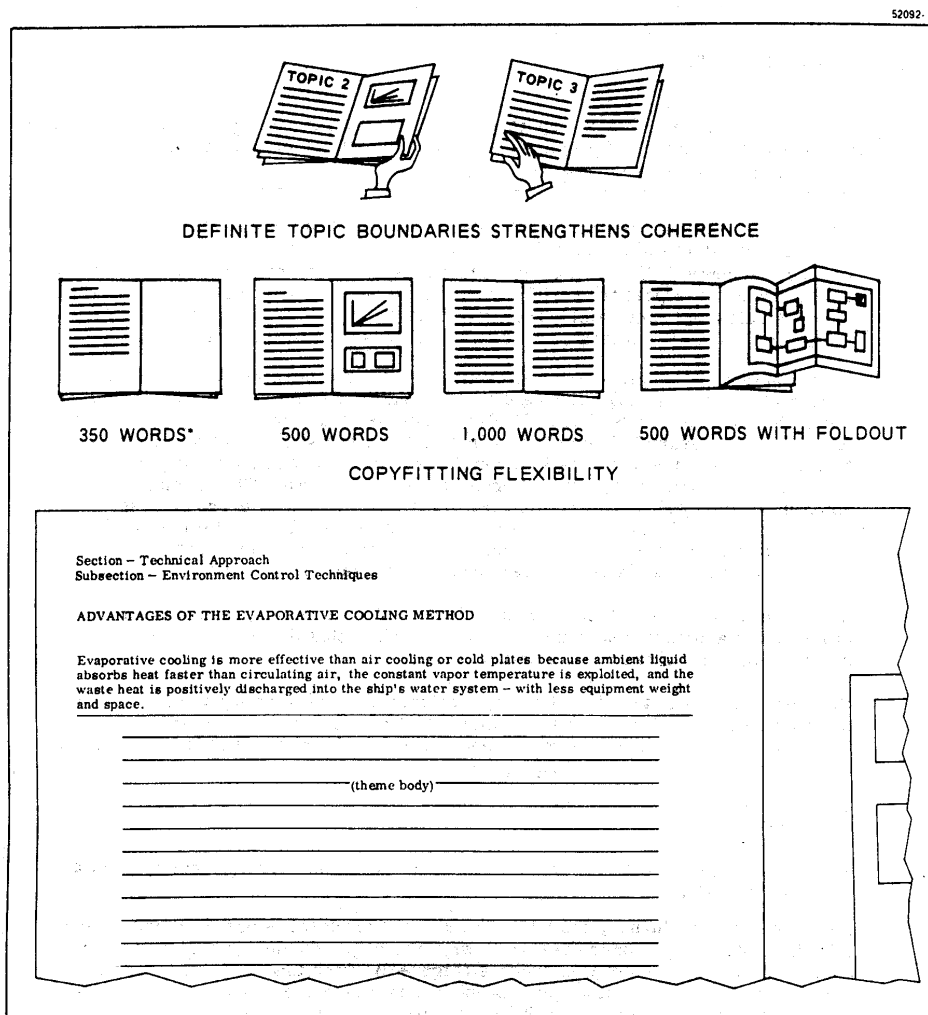 52092-
TOPIC 2
TOPIC 3
DEFINITE TOPIC BOUNDARIES STRENGTHENS COHERENCE
350 WORDS*
500 WORDS
1,000 WORDS
500 WORDS WITH FOLDOUT
COPYFITTING FLEXIBILITY
Section – Technical Approach
Subsection – Environment Control Techniques
ADVANTAGES OF THE EVAPORATIVE COOLING METHOD
Evaporative cooling is more effective than air cooling or cold plates because ambient liquid
absorbs heat faster than circulating air, the constant vapor temperature is exploited, and the
waste heat is positively discharged into the ship's water system – with less equipment weight
and space.
(theme body)